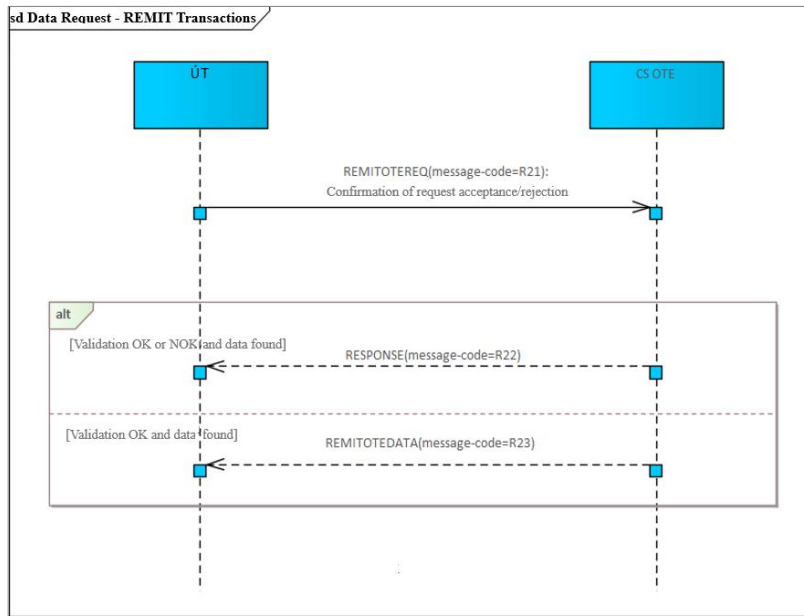 sd Data Request - REMIT Transactions
ÚT
CS OTE
REMITOTEREQ(message-code=R21):
Confirmation of request acceptance/rejection
alt
[Validation OK or NOK and data found]
RESPONSE(message-code=R22)
[Validation OK and data found]
REMITOTEDATA(message-code=R23)